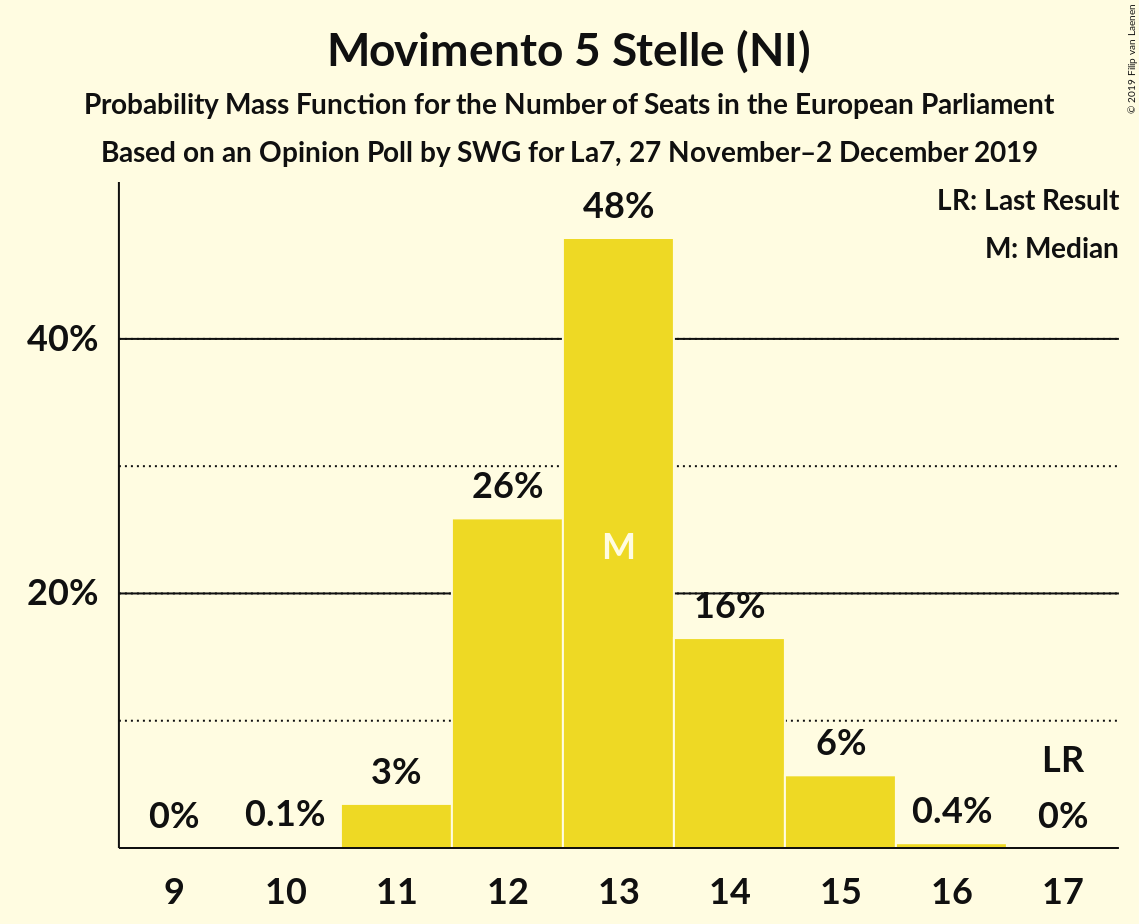 Movimento 5 Stelle (NI)
Probability Mass Function for the Number of Seats in the European Parliament
Based on an Opinion Poll by SWG for La7, 27 November–2 December 2019
© 2019 Filip van Laenen
LR: Last Result
M: Median
48%
40%
26%
M
20%
16%
6%
3%
LR
0%
0.1%
0.4%
0%
9 10 11 12 13 14 15 16 17